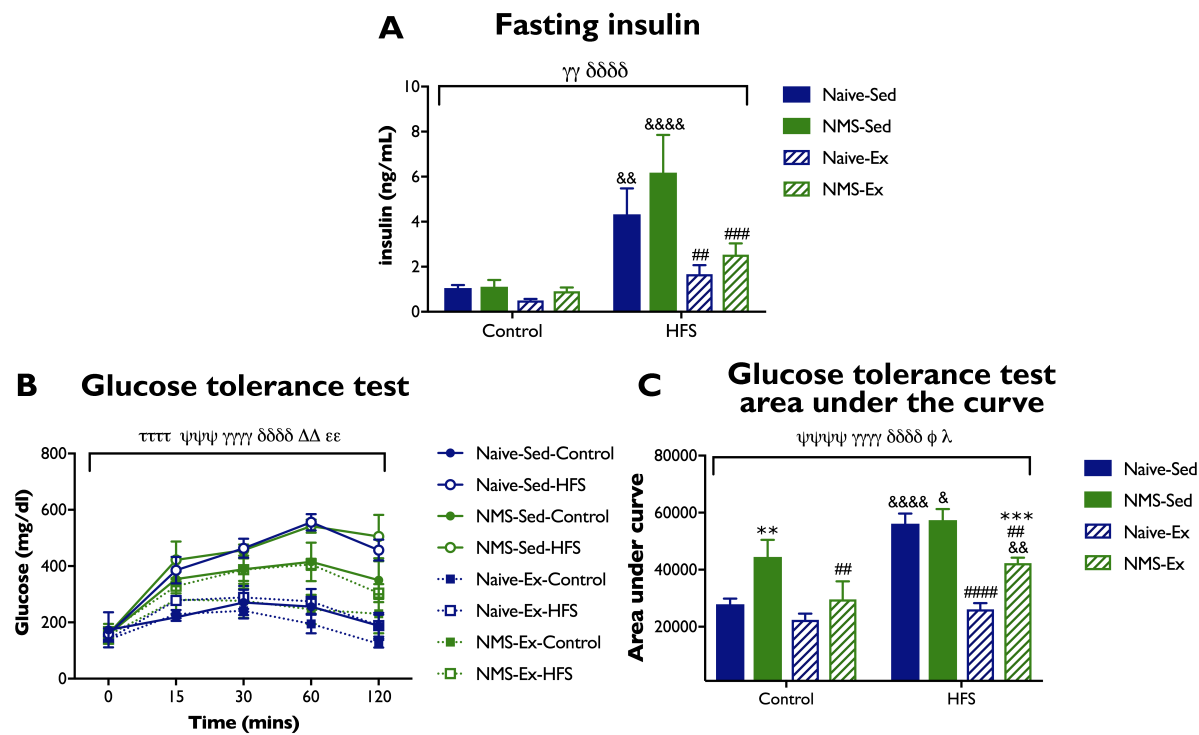 A
Fasting insulin
γγ δδδδ
insulin (ng/mL)
10
8
6
4
2
0
&&
&&&&
##
###
Control
HFS
Naive-Sed
NMS-Sed
Naive-Ex
NMS-Ex
B
Glucose tolerance test
ττττ ψψψ γγγγ δδδδ ΔΔ εε
Glucose (mg/dl)
800
600
400
200
0
0
15
30
60
120
Time (mins)
Naive-Sed-Control
Naive-Sed-HFS
NMS-Sed-Control
NMS-Sed-HFS
Naive-Ex-Control
Naive-Ex-HFS
NMS-Ex-Control
NMS-Ex-HFS
C
Glucose tolerance test
area under the curve
ψψψψ γγγγ δδδδ ϕ λ
Area under curve
80000
60000
40000
20000
**
##
&&&&
&
####
***
##
&&
Control
HFS
Naive-Sed
NMS-Sed
Naive-Ex
NMS-Ex